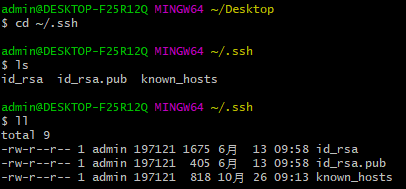 admin@DESKTOP-F25R12Q MINGW64 ~/Desktop
$ cd ~/.ssh
admin@DESKTOP-F25R12Q MINGW64 ~/.ssh
$ ls
id_rsa  id_rsa.pub  known_hosts
admin@DESKTOP-F25R12Q MINGW64 ~/.ssh
$ ll
total 9
-rw-r--r-- 1 admin 197121 1675 6月  13 09:58 id_rsa
-rw-r--r-- 1 admin 197121  405 6月  13 09:58 id_rsa.pub
-rw-r--r-- 1 admin 197121  818 10月 26 09:13 known_hosts